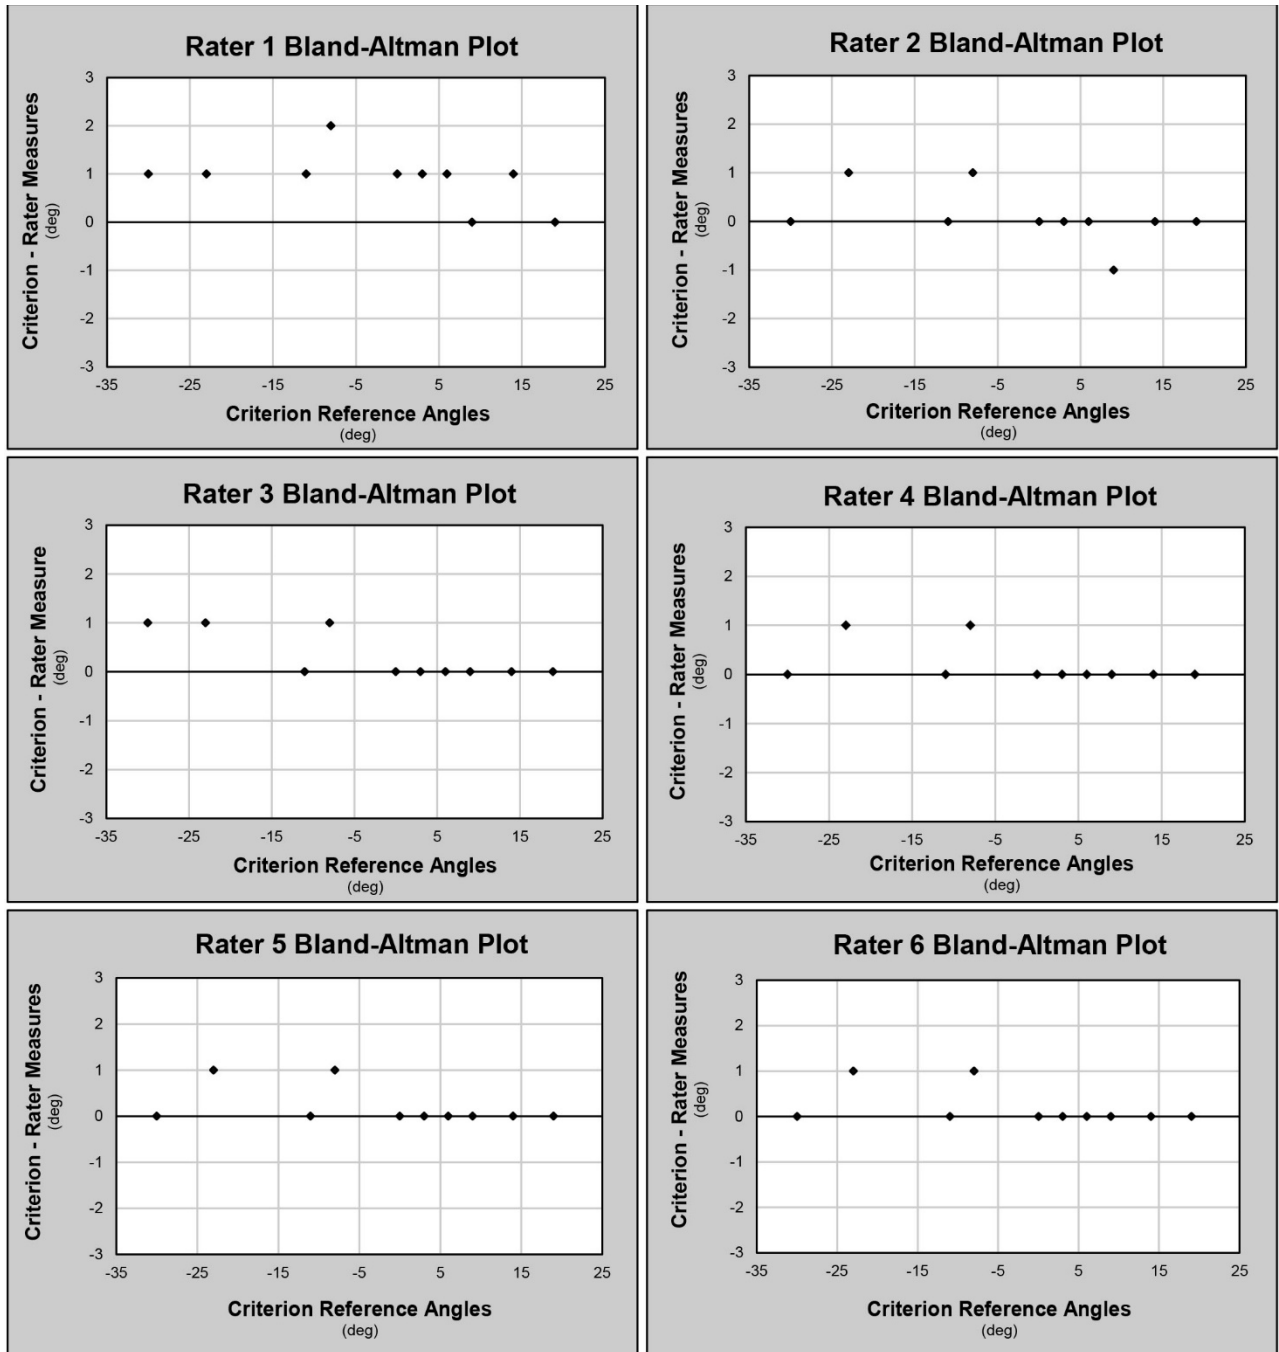 Rater 1 Bland-Altman Plot
Criterion - Rater Measures
(deg)
3
2
1
0
-1
-2
-3
-35 -25 -15 -5 5 15 25
Criterion Reference Angles
(deg)
Rater 2 Bland-Altman Plot
Criterion - Rater Measures
(deg)
3
2
1
0
-1
-2
-3
-35 -25 -15 -5 5 15 25
Criterion Reference Angles
(deg)
Rater 3 Bland-Altman Plot
Criterion - Rater Measure
(deg)
3
2
1
0
-1
-2
-3
-35 -25 -15 -5 5 15 25
Criterion Reference Angles
(deg)
Rater 4 Bland-Altman Plot
Criterion - Rater Measures
(deg)
3
2
1
0
-1
-2
-3
-35 -25 -15 -5 5 15 25
Criterion Reference Angles
(deg)
Rater 5 Bland-Altman Plot
Criterion - Rater Measures
(deg)
3
2
1
0
-1
-2
-3
-35 -25 -15 -5 5 15 25
Criterion Reference Angles
(deg)
Rater 6 Bland-Altman Plot
Criterion - Rater Measures
(deg)
3
2
1
0
-1
-2
-3
-35 -25 -15 -5 5 15 25
Criterion Reference Angles
(deg)